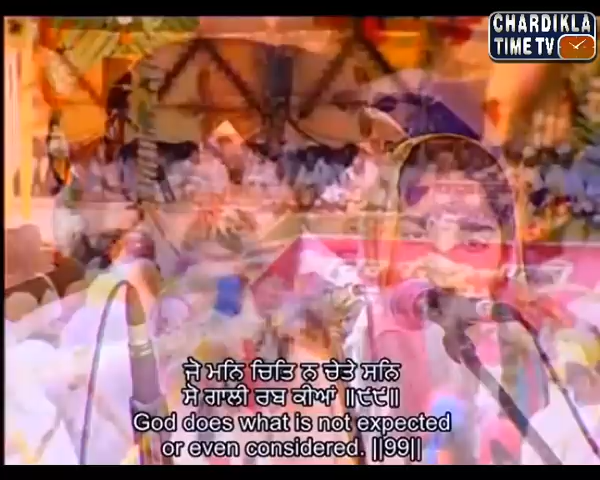 CHARDIKLA
TIME TV
ਜੋ ਮਨਿ ਚਿਤਿ ਨ ਚੇਤੇ ਸਨਿ
ਸੋ ਗਾਲੀ ਰਬ ਕੀਆਂ ॥੯੯॥
God does what is not expected
or even considered. ||99||